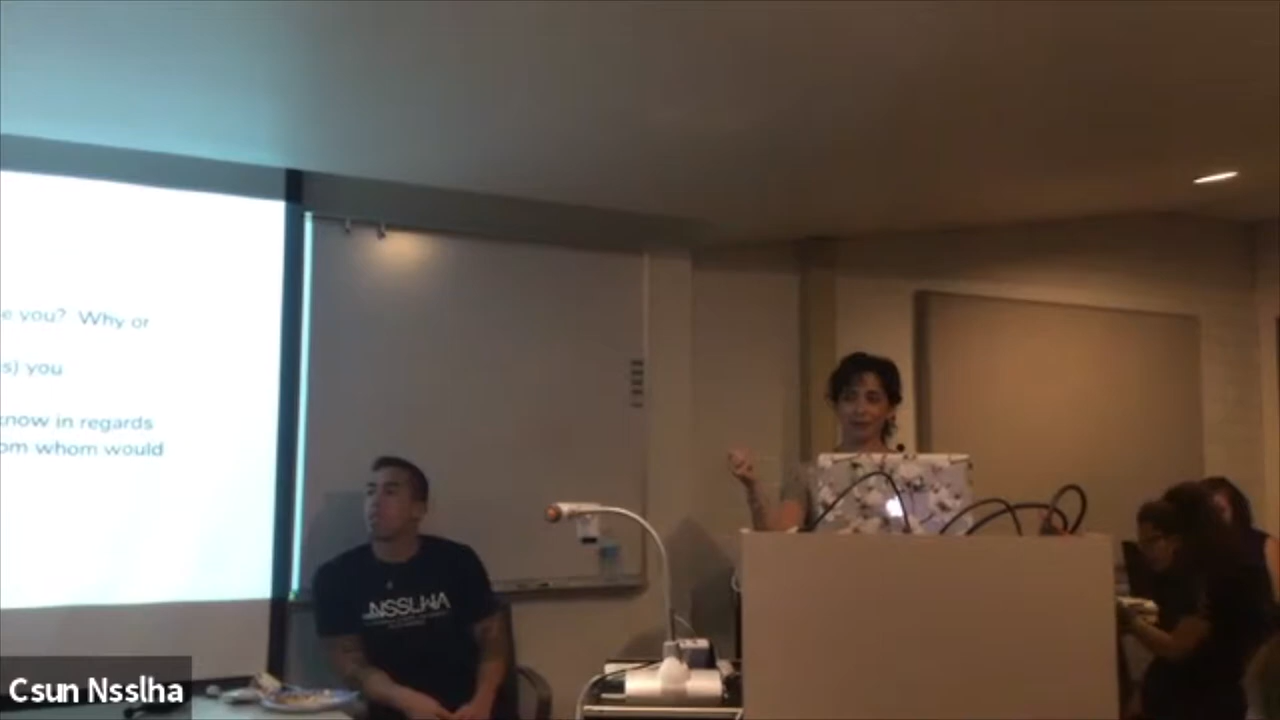 e you? Why or
s) you
know in regards
om whom would
NSSLHA
Csun Nsslha